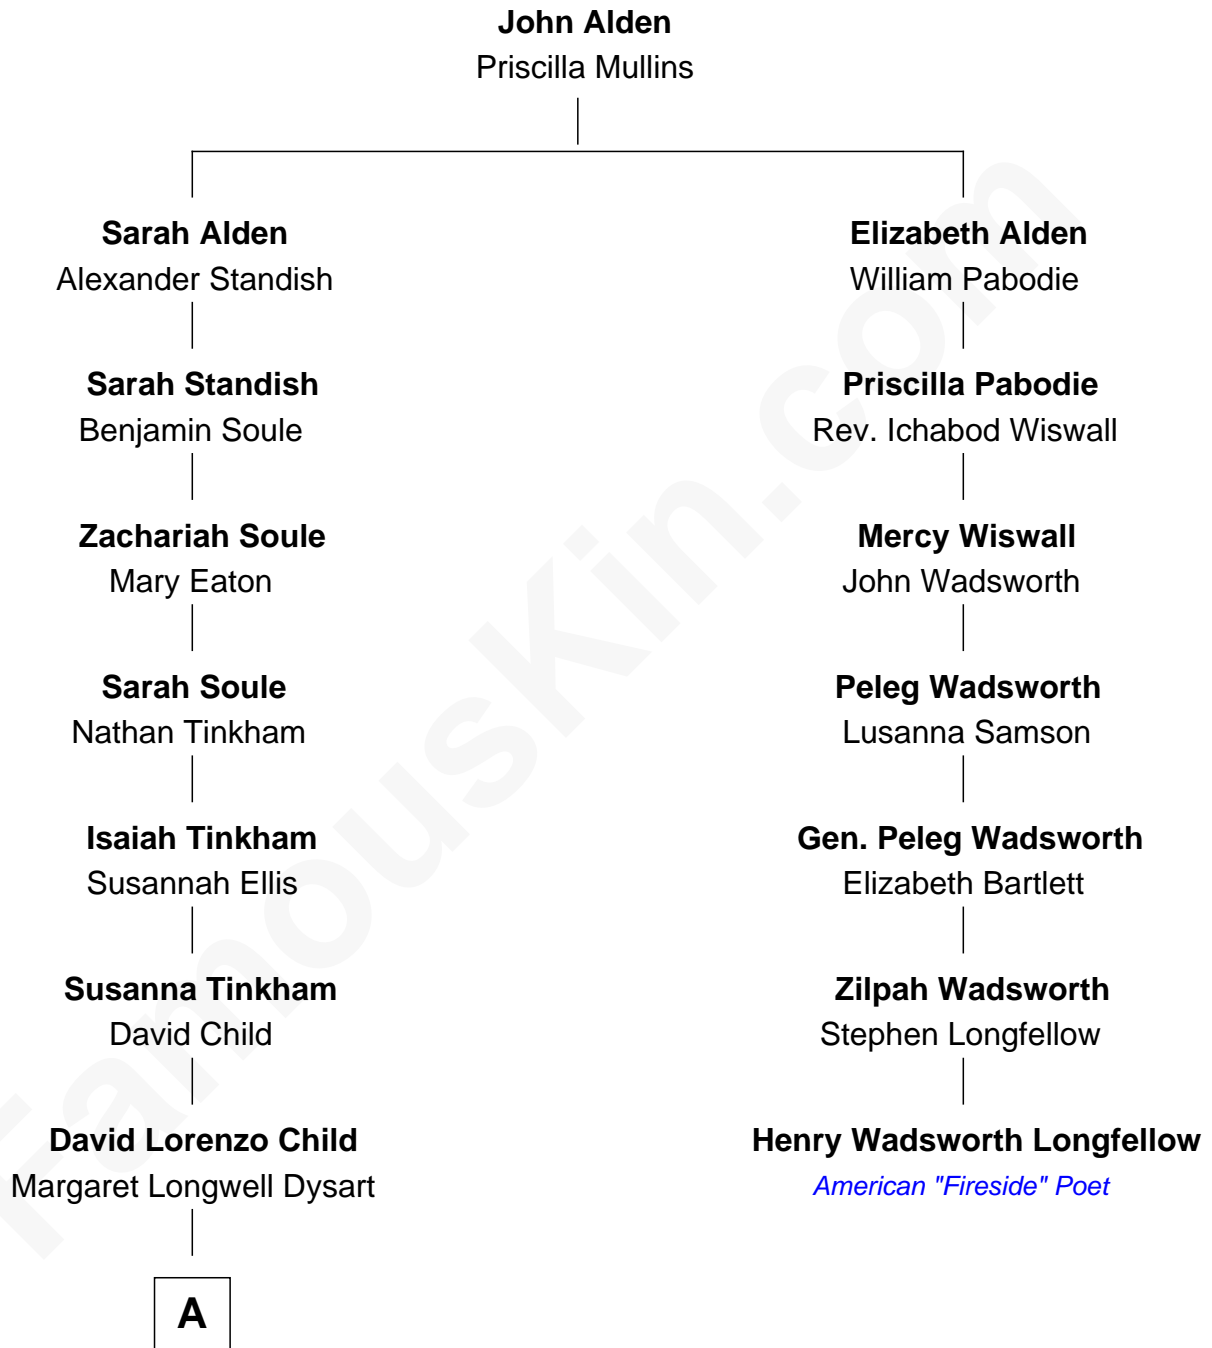 John Alden
Priscilla Mullins
Sarah Alden
Alexander Standish
Sarah Standish
Benjamin Soule
Zachariah Soule
Mary Eaton
Sarah Soule
Nathan Tinkham
Isaiah Tinkham
Susannah Ellis
Susanna Tinkham
David Child
David Lorenzo Child
Margaret Longwell Dysart
A
Elizabeth Alden
William Pabodie
Priscilla Pabodie
Rev. Ichabod Wiswall
Mercy Wiswall
John Wadsworth
Peleg Wadsworth
Lusanna Samson
Gen. Peleg Wadsworth
Elizabeth Bartlett
Zilpah Wadsworth
Stephen Longfellow
Henry Wadsworth Longfellow
American "Fireside" Poet
FamousKin.com